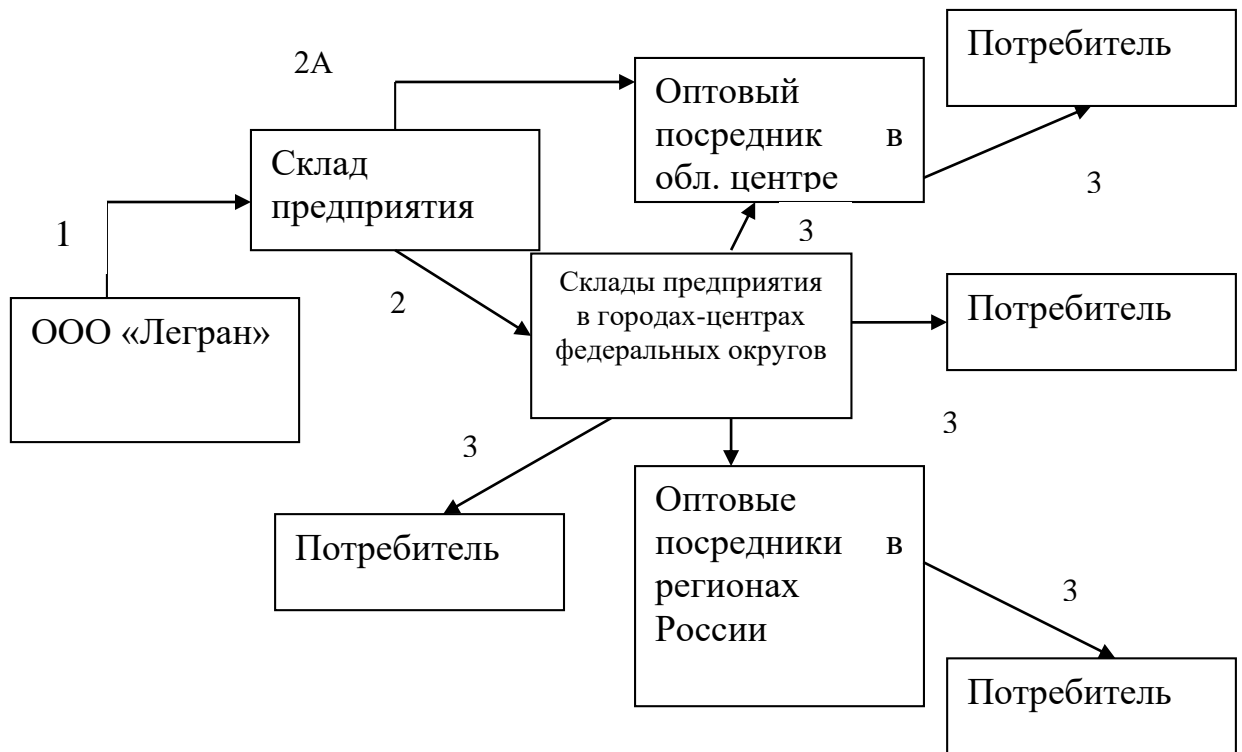 Потребитель
2А
Оптовый
посредник в
обл. центре
Склад
предприятия
3
1
3
Склады предприятия
в городах-центрах
федеральных округов
Потребитель
2
ООО «Легран»
3
3
Оптовые
посредники в
регионах
России
Потребитель
3
Потребитель